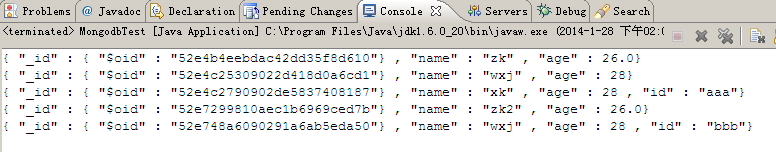 Problems @ Javadoc Declaration Pending Changes Console Servers Debug Search
<terminated> MongodbTest [Java Application] C:\Program Files\Java\jdk1.6.0_20\bin\javaw.exe (2014-1-28 下午02:0
{ "_id" : { "$oid" : "52e4b4eebdac42dd35f8d610"} , "name" : "zk" , "age" : 26.0}
{ "_id" : { "$oid" : "52e4c25309022d418d0a6cd1"} , "name" : "wxj" , "age" : 28}
{ "_id" : { "$oid" : "52e4c2790902de5837408187"} , "name" : "xk" , "age" : 28 , "id" : "aaa"}
{ "_id" : { "$oid" : "52e7299810aec1b6969ced7b"} , "name" : "zk2" , "age" : 26.0}
{ "_id" : { "$oid" : "52e748a6090291a6ab5eda50"} , "name" : "wxj" , "age" : 28 , "id" : "bbb"}